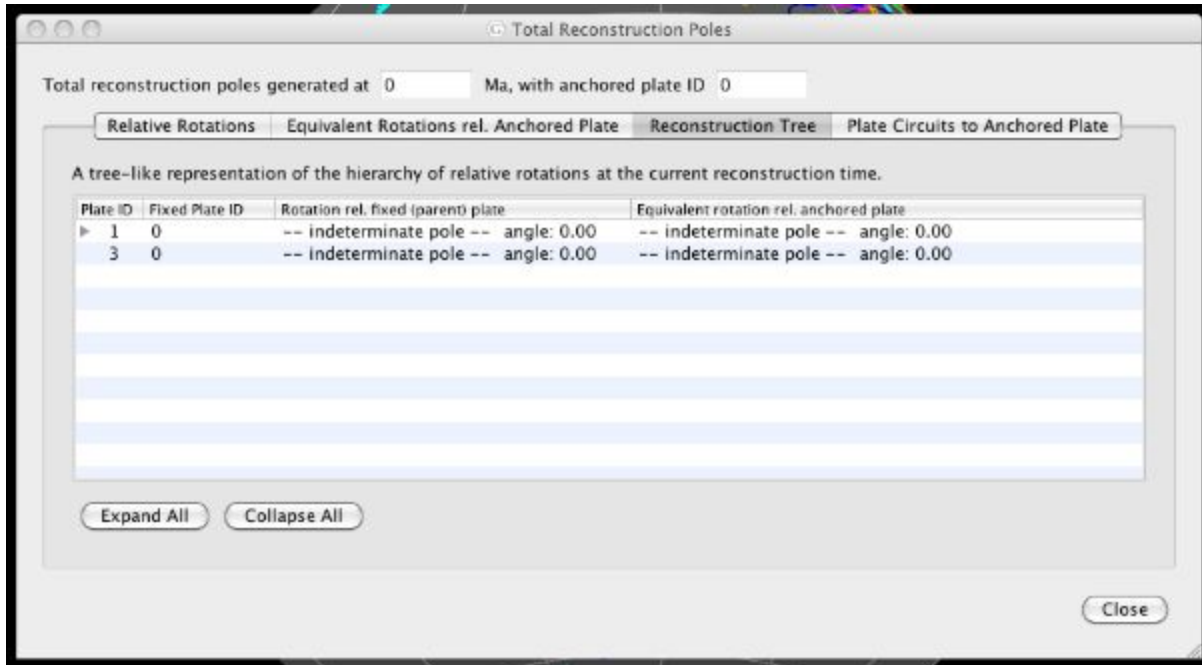 Total Reconstruction Poles
Total reconstruction poles generated at 0 Ma, with anchored plate ID 0
Relative Rotations Equivalent Rotations rel. Anchored Plate Reconstruction Tree Plate Circuits to Anchored Plate
A tree-like representation of the hierarchy of relative rotations at the current reconstruction time.
Plate ID Fixed Plate ID Rotation rel. fixed (parent) plate Equivalent rotation rel. anchored plate
1 0 -- indeterminate pole -- angle: 0.00 -- indeterminate pole -- angle: 0.00
3 0 -- indeterminate pole -- angle: 0.00 -- indeterminate pole -- angle: 0.00
Expand All Collapse All
Close